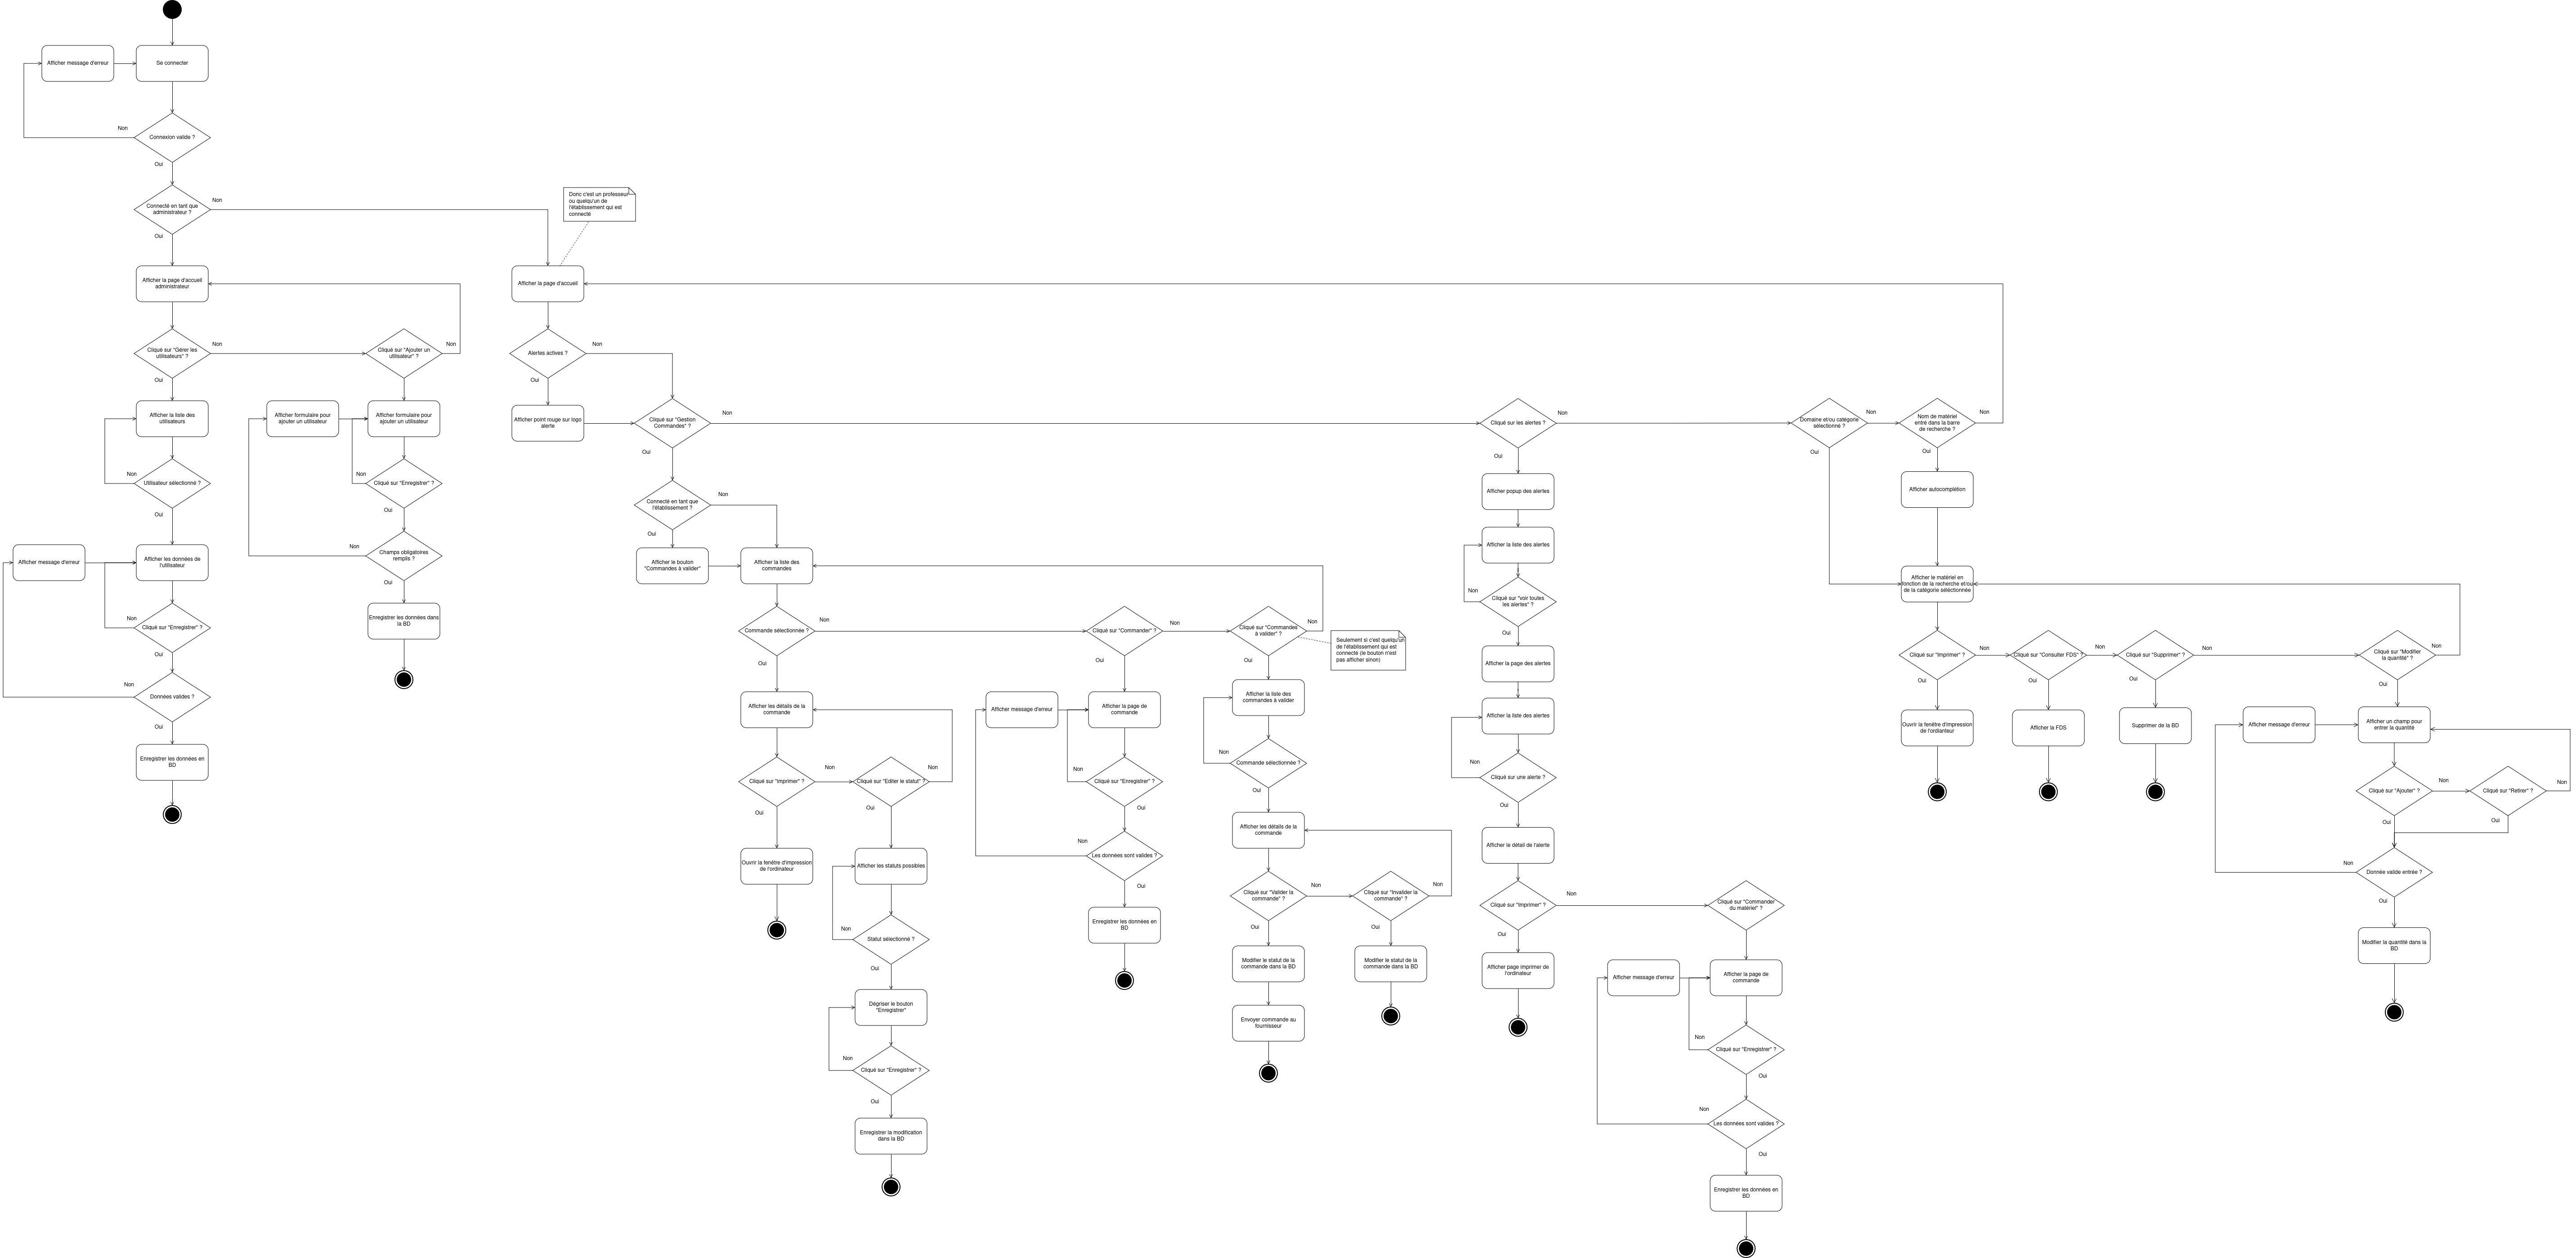 Afficher message d'erreur
Se connecter
Non
Connexion valide ?
Oui
Donc c'est un professeur
ou quelqu'un de
l'établissement qui est
connecté
Connecté en tant que
administrateur ?
Non
Oui
Afficher la page d'accueil
administrateur
Afficher la page d'accueil
Cliqué sur "Gérer les
utilisateurs" ?
Non
Oui
Cliqué sur "Ajouter un
utilisateur" ?
Non
Alertes actives ?
Non
Oui
Afficher la liste des
utilisateurs
Afficher formulaire pour
ajouter un utilisateur
Afficher formulaire pour
ajouter un utilisateur
Afficher point rouge sur logo
alerte
Cliqué sur "Gestion
Commandes" ?
Non
Oui
Cliqué sur les alertes ?
Non
Oui
Domaine et/ou catégorie
sélectionné ?
Non
Oui
Nom de matériel
entré dans la barre
de recherche ?
Non
Oui
Non
Utilisateur sélectionné ?
Oui
Non
Cliqué sur "Enregistrer" ?
Oui
Connecté en tant que
l'établissement ?
Non
Oui
Afficher popup des alertes
Afficher autocomplétion
Afficher message d'erreur
Afficher les données de
l'utilisateur
Non
Champs obligatoires
remplis ?
Oui
Afficher le bouton
"Commandes à valider"
Afficher la liste des
commandes
Afficher la liste des alertes
Afficher le matériel en
fonction de la recherche et/ou
de la catégorie séléctionnée
Non
Cliqué sur "Enregistrer" ?
Oui
Enregistrer les données dans
la BD
Commande sélectionnée ?
Non
Oui
Cliqué sur "Commander" ?
Non
Oui
Cliqué sur "Commandes
à valider" ?
Non
Oui
Seulement si c'est quelqu'un
de l'établissement qui est
connecté (le bouton n'est
pas afficher sinon)
Non
Cliqué sur "voir toutes
les alertes" ?
Oui
Cliqué sur "Imprimer" ?
Non
Oui
Cliqué sur "Consulter FDS" ?
Non
Oui
Cliqué sur "Supprimer" ?
Non
Oui
Cliqué sur "Modifier
la quantité" ?
Non
Oui
Non
Données valides ?
Oui
Afficher les détails de la
commande
Afficher message d'erreur
Afficher la page de
commande
Afficher la liste des
commandes à valider
Afficher la page des alertes
Afficher la liste des alertes
Ouvrir la fenêtre d'impression
de l'ordianteur
Afficher la FDS
Supprimer de la BD
Afficher message d'erreur
Afficher un champ pour
entrer la quantité
Enregistrer les données en
BD
Cliqué sur "Imprimer" ?
Non
Oui
Cliqué sur "Editer le statut" ?
Non
Oui
Non
Cliqué sur "Enregistrer" ?
Oui
Non
Commande sélectionnée ?
Oui
Non
Cliqué sur une alerte ?
Oui
Cliqué sur "Ajouter" ?
Non
Oui
Cliqué sur "Retirer" ?
Non
Oui
Ouvrir la fenêtre d'impression
de l'ordinateur
Afficher les statuts possibles
Non
Les données sont valides ?
Oui
Afficher les détails de la
commande
Afficher le détail de l'alerte
Non
Donnée valide entrée ?
Oui
Cliqué sur "Valider la
commande" ?
Non
Oui
Cliqué sur "Invalider la
commande" ?
Non
Oui
Cliqué sur "Imprimer" ?
Non
Oui
Cliqué sur "Commander
du matériel" ?
Non
Statut sélectionné ?
Oui
Enregistrer les données en
BD
Modifier le statut de la
commande dans la BD
Modifier le statut de la
commande dans la BD
Afficher page imprimer de
l'ordinateur
Afficher message d'erreur
Afficher la page de
commande
Modifier la quantité dans la
BD
Dégriser le bouton
"Enregistrer"
Envoyer commande au
fournisseur
Non
Cliqué sur "Enregistrer" ?
Oui
Non
Cliqué sur "Enregistrer" ?
Oui
Enregistrer la modification
dans la BD
Non
Les données sont valides ?
Oui
Enregistrer les données en
BD